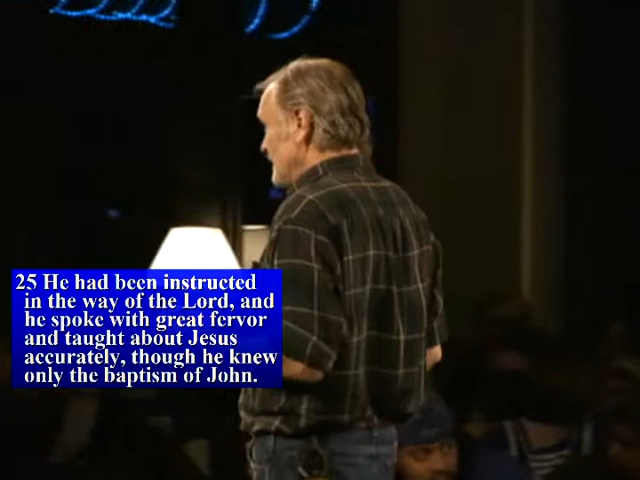 25 He had been instructed
in the way of the Lord, and
he spoke with great fervor
and taught about Jesus
accurately, though he knew
only the baptism of John.